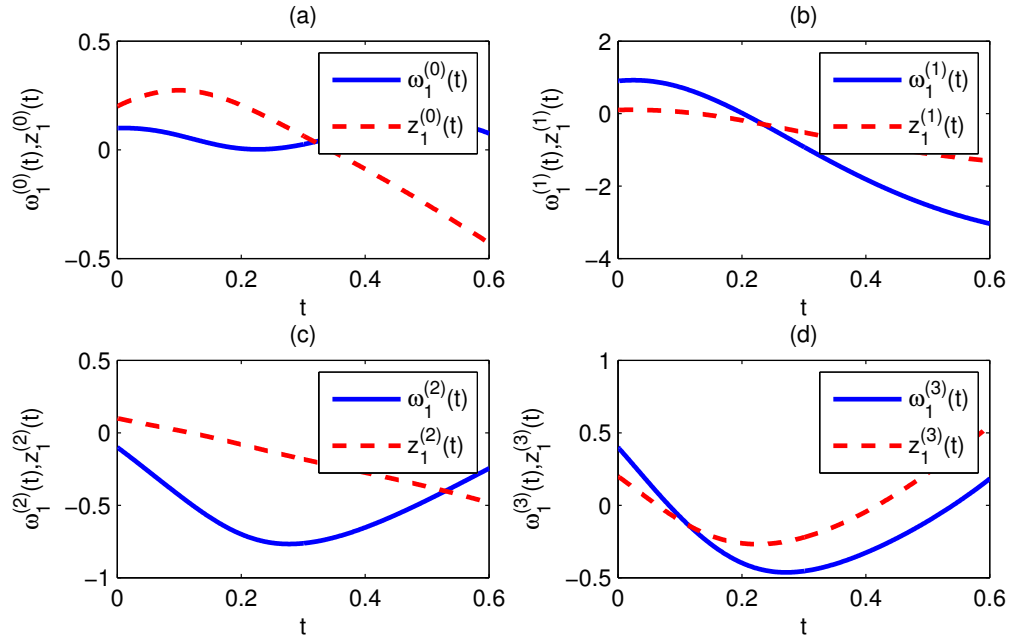 (a)
0.5
0
−0.5
0 0.2 0.4 0.6
t
ω₁⁽⁰⁾(t),z₁⁽⁰⁾(t)
ω₁⁽⁰⁾(t)
z₁⁽⁰⁾(t)
(b)
2
0
−2
−4
0 0.2 0.4 0.6
t
ω₁⁽¹⁾(t),z₁⁽¹⁾(t)
ω₁⁽¹⁾(t)
z₁⁽¹⁾(t)
(c)
0.5
0
−0.5
−1
0 0.2 0.4 0.6
t
ω₁⁽²⁾(t),z₁⁽²⁾(t)
ω₁⁽²⁾(t)
z₁⁽²⁾(t)
(d)
1
0.5
0
−0.5
0 0.2 0.4 0.6
t
ω₁⁽³⁾(t),z₁⁽³⁾(t)
ω₁⁽³⁾(t)
z₁⁽³⁾(t)